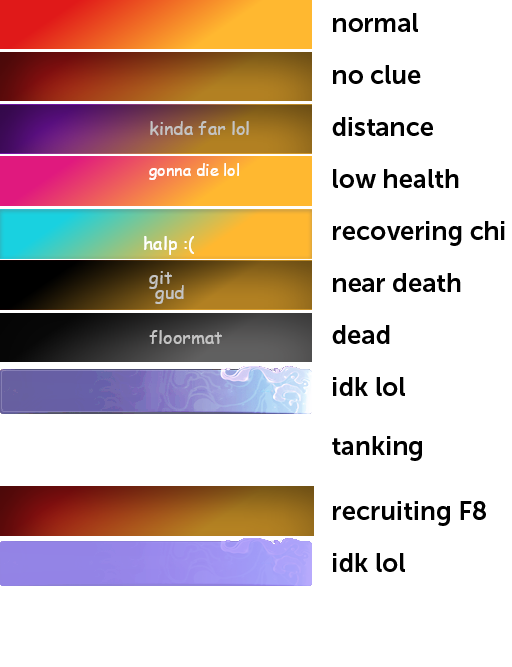 normal
no clue
kinda far lol
distance
gonna die lol
low health
halp :(
recovering chi
git
gud
near death
floormat
dead
idk lol
tanking
recruiting F8
idk lol